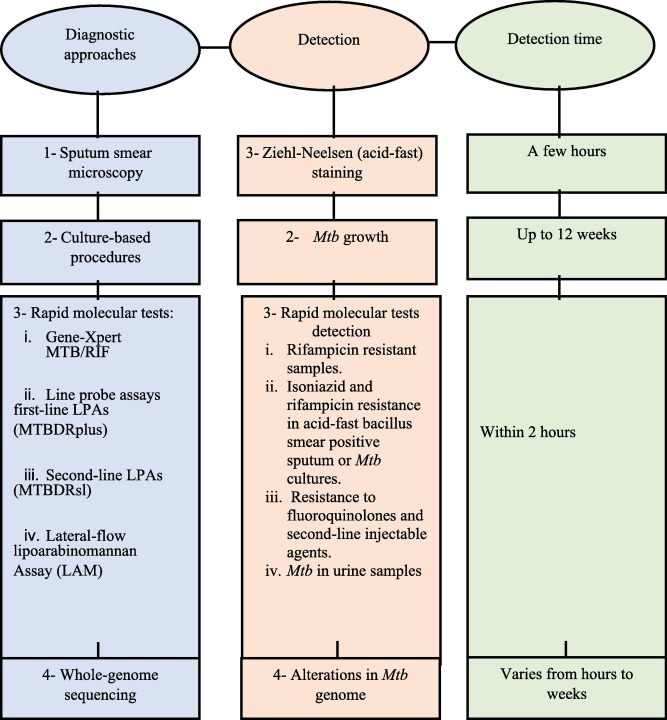 Diagnostic
approaches
Detection
Detection time
1- Sputum smear
microscopy
3- Ziehl-Neelsen (acid-fast)
staining
A few hours
2- Culture-based
procedures
2- Mtb growth
Up to 12 weeks
3- Rapid molecular tests:
i. Gene-Xpert
MTB/RIF
ii. Line probe assays
first-line LPAs
(MTBDRplus)
iii. Second-line LPAs
(MTBDRsl)
iv. Lateral-flow
lipoarabinomannan
Assay (LAM)
3- Rapid molecular tests
detection
i. Rifampicin resistant
samples.
ii. Isoniazid and
rifampicin resistance
in acid-fast bacillus
smear positive
sputum or Mtb
cultures.
iii. Resistance to
fluoroquinolones and
second-line injectable
agents.
iv. Mtb in urine samples
Within 2 hours
4- Whole-genome
sequencing
4- Alterations in Mtb
genome
Varies from hours to
weeks